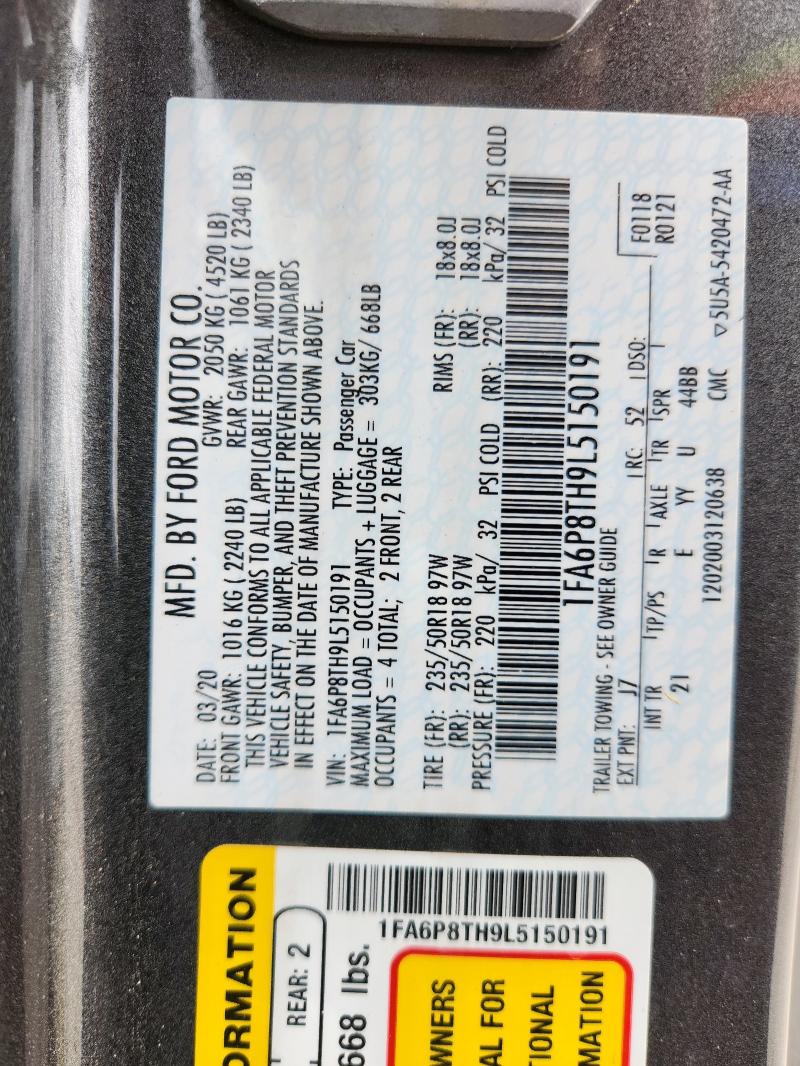 MFD. BY FORD MOTOR CO.
DATE: 03/20 GVWR: 2050 KG ( 4520 LB)
FRONT GAWR: 1016 KG ( 2240 LB) REAR GAWR: 1061 KG ( 2340 LB)
THIS VEHICLE CONFORMS TO ALL APPLICABLE FEDERAL MOTOR
VEHICLE SAFETY, BUMPER, AND THEFT PREVENTION STANDARDS
IN EFFECT ON THE DATE OF MANUFACTURE SHOWN ABOVE.
VIN: 1FA6P8TH9L5150191 TYPE: Passenger Car
MAXIMUM LOAD = OCCUPANTS + LUGGAGE = 303KG/ 668LB
OCCUPANTS = 4 TOTAL; 2 FRONT, 2 REAR
TIRE (FR): 235/50R18 97W RIMS (FR): 18x8.0J
(RR): 235/50R18 97W (RR): 18x8.0J
PRESSURE (FR): 220 kPa/ 32 PSI COLD (RR): 220 kPa/ 32 PSI COLD
1FA6P8TH9L5150191
TRAILER TOWING - SEE OWNER GUIDE
EXT PNT: J7 RC: 52 DSO: F0118
R0121
INT TR TP/PS R AXLE TR SPR
21 E YY U 44BB
1202003120638 CMC ▽5U5A-5420472-AA
ORMATION
REAR: 2
668 lbs.
1FA6P8TH9L5150191
WNERS
AL FOR
TIONAL
MATION